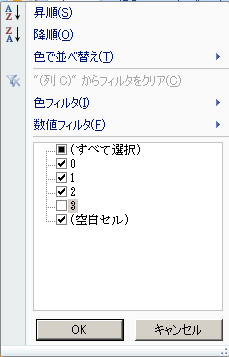 昇順(S)
降順(O)
色で並べ替え(T)
"(列 C)" からフィルタをクリア(C)
色フィルタ(I)
数値フィルタ(F)
(すべて選択)
0
1
2
3
(空白セル)
OK
キャンセル